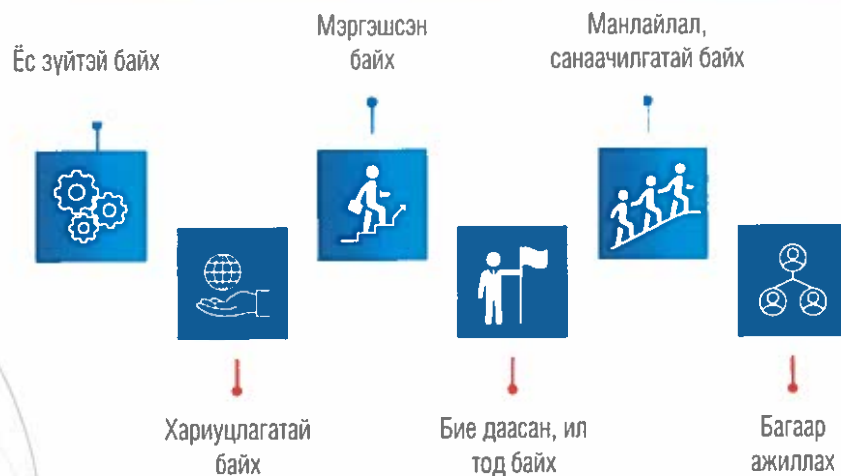 Ёс зүйтэй байх
Мэргэшсэн
байх
Манлайлал,
санаачилгатай байх
Хариуцлагатай
байх
Бие даасан, ил
тод байх
Багаар
ажиллах